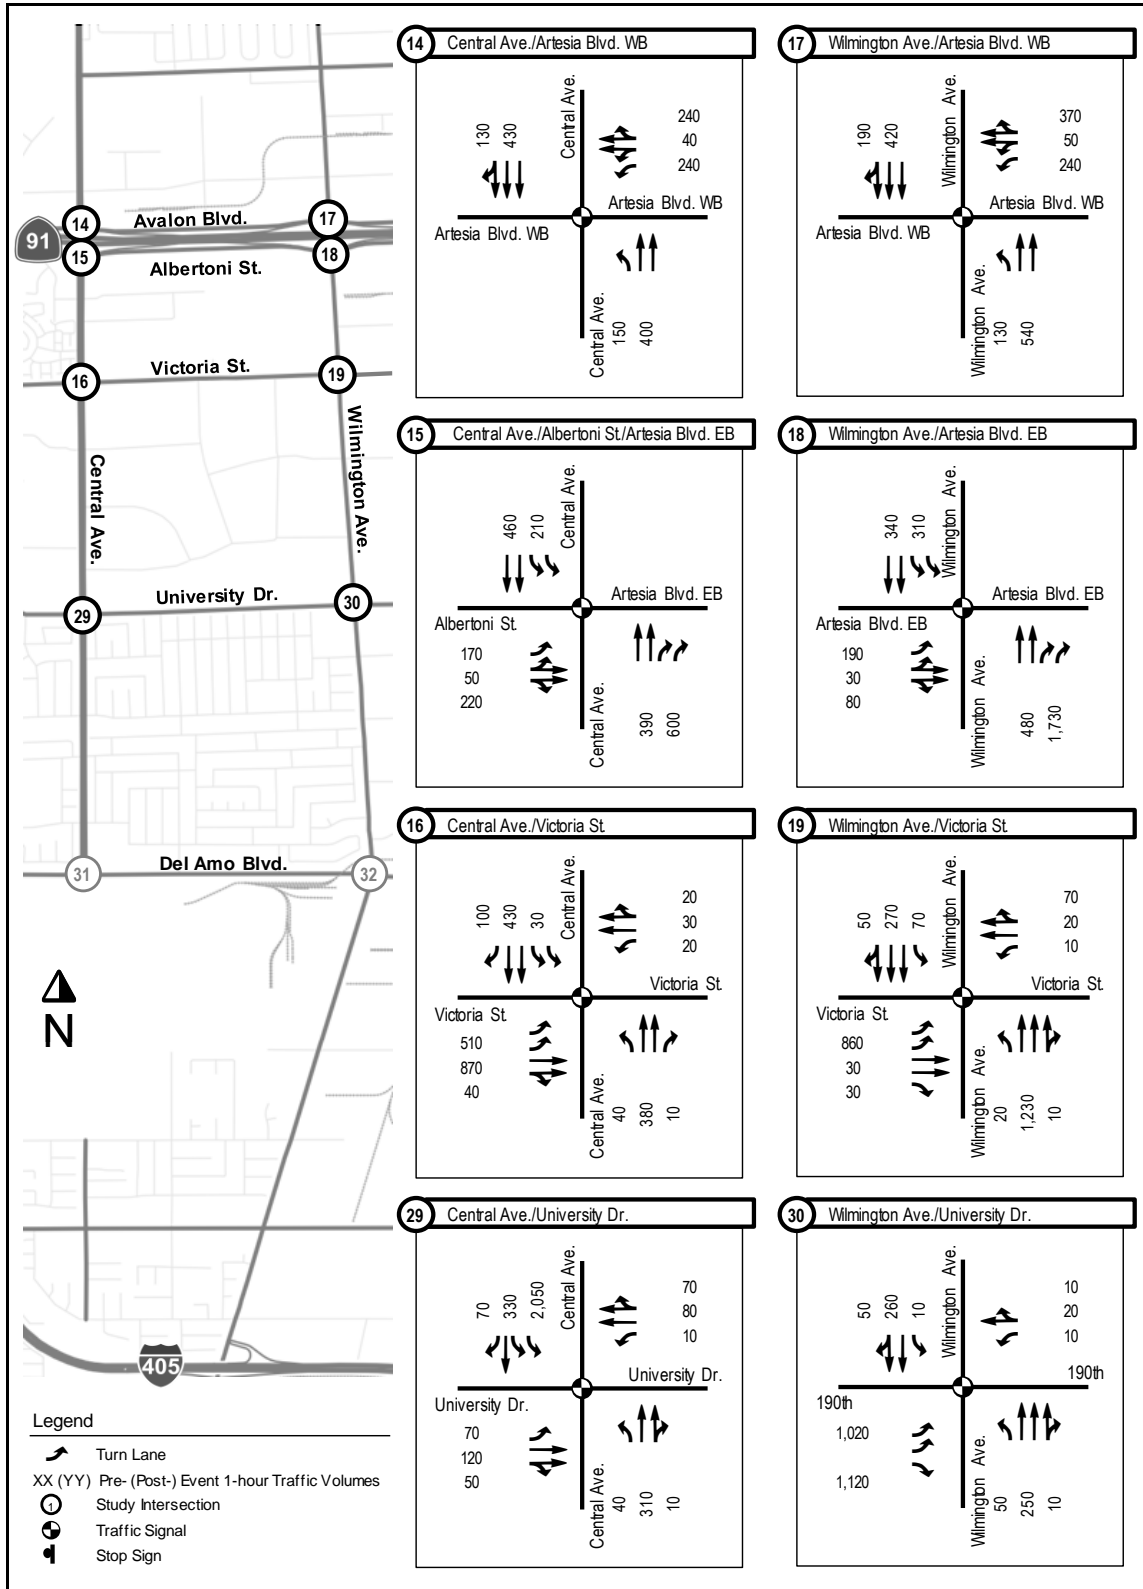 14
17
Avalon Blvd.
91
15
18
Albertoni St.
Victoria St.
16
19
Central Ave.
Wilmington Ave.
University Dr.
29
30
Del Amo Blvd.
31
32
N
405
Legend
Turn Lane
XX (YY) Pre- (Post-) Event 1-hour Traffic Volumes
1 Study Intersection
Traffic Signal
Stop Sign
14 Central Ave./Artesia Blvd. WB
130
430
Central Ave.
240
40
240
Artesia Blvd. WB
Artesia Blvd. WB
Central Ave.
150
400
17 Wilmington Ave./Artesia Blvd. WB
190
420
Wilmington Ave.
370
50
240
Artesia Blvd. WB
Artesia Blvd. WB
Wilmington Ave.
130
540
15 Central Ave./Albertoni St./Artesia Blvd. EB
460
210
Central Ave.
Artesia Blvd. EB
Albertoni St.
170
50
220
Central Ave.
390
600
18 Wilmington Ave./Artesia Blvd. EB
340
310
Wilmington Ave.
Artesia Blvd. EB
Artesia Blvd. EB
190
30
80
Wilmington Ave.
480
1,730
16 Central Ave./Victoria St.
100
430
30
Central Ave.
20
30
20
Victoria St.
Victoria St.
510
870
40
Central Ave.
40
380
10
19 Wilmington Ave./Victoria St.
50
270
70
Wilmington Ave.
70
20
10
Victoria St.
Victoria St.
860
30
30
Wilmington Ave.
20
1,230
10
29 Central Ave./University Dr.
70
330
2,050
Central Ave.
70
80
10
University Dr.
University Dr.
70
120
50
Central Ave.
40
310
10
30 Wilmington Ave./University Dr.
50
260
10
Wilmington Ave.
10
20
10
190th
190th
1,020
1,120
Wilmington Ave.
50
250
10